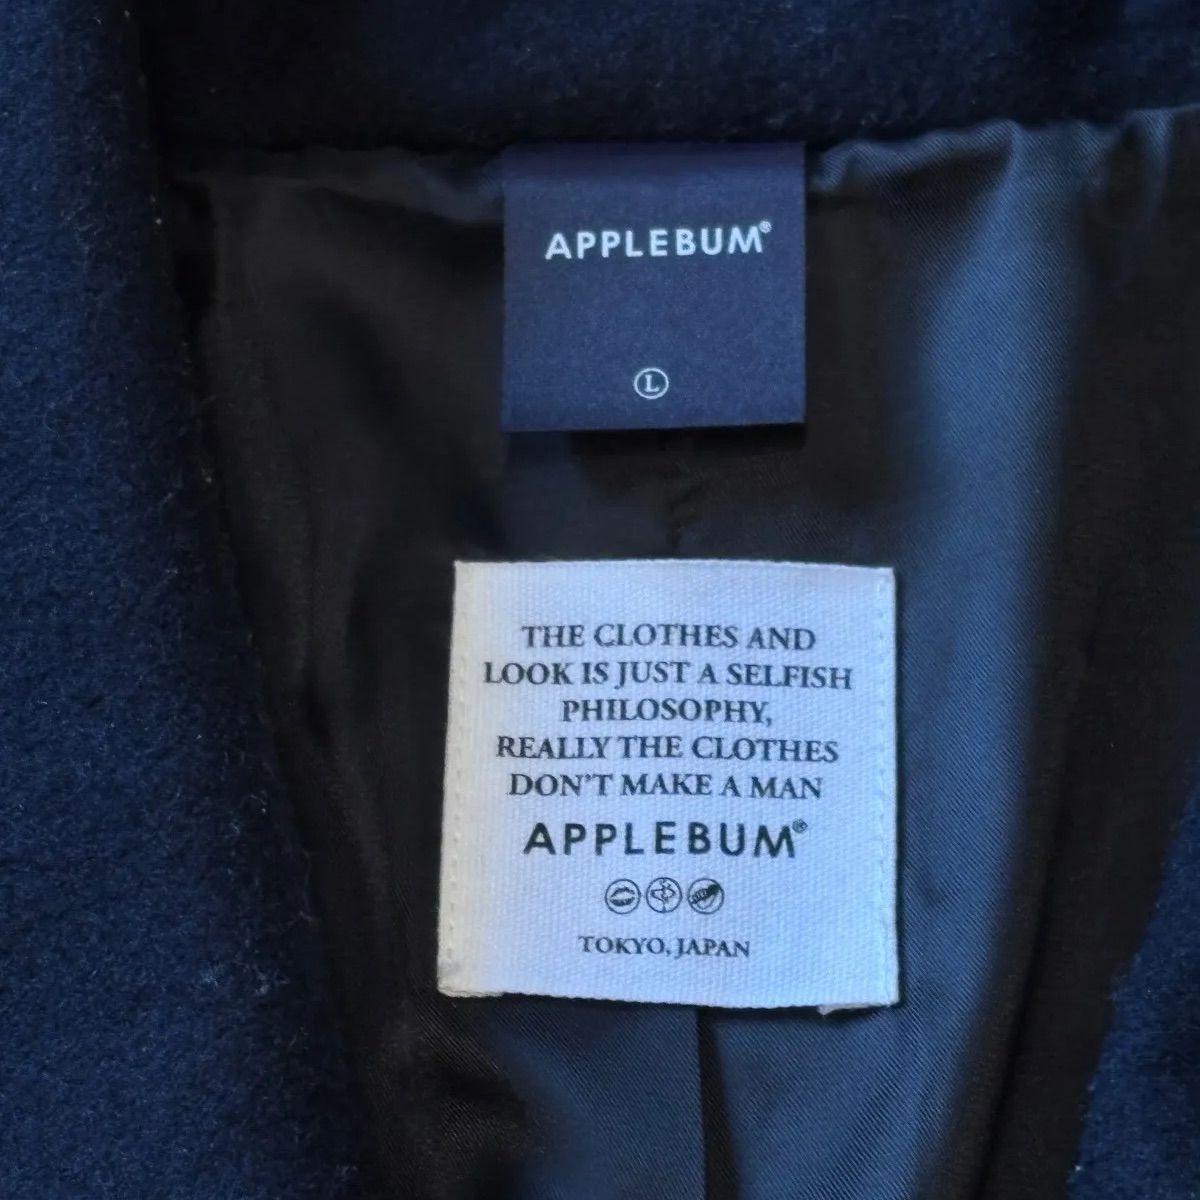 APPLEBUM®
L
THE CLOTHES AND
LOOK IS JUST A SELFISH
PHILOSOPHY,
REALLY THE CLOTHES
DON'T MAKE A MAN
APPLEBUM®
TOKYO, JAPAN